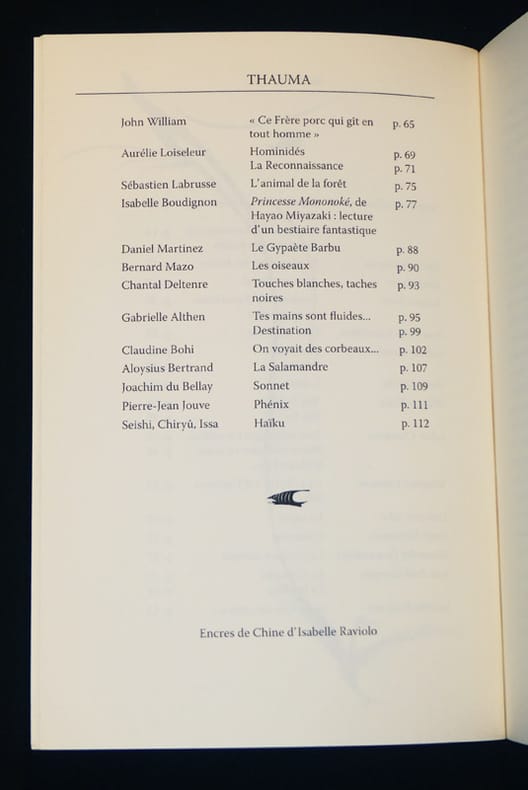 THAUMA
John William « Ce Frère porc qui gît en p. 65
tout homme »
Aurélie Loiseleur Hominidés p. 69
La Reconnaissance p. 71
Sébastien Labrusse L'animal de la forêt p. 75
Isabelle Boudignon Princesse Mononoké, de p. 77
Hayao Miyazaki : lecture
d'un bestiaire fantastique
Daniel Martinez Le Gypaète Barbu p. 88
Bernard Mazo Les oiseaux p. 90
Chantal Deltenre Touches blanches, taches p. 93
noires
Gabrielle Althen Tes mains sont fluides... p. 95
Destination p. 99
Claudine Bohi On voyait des corbeaux... p. 102
Aloysius Bertrand La Salamandre p. 107
Joachim du Bellay Sonnet p. 109
Pierre-Jean Jouve Phénix p. 111
Seishi, Chiryû, Issa Haïku p. 112
Encres de Chine d'Isabelle Raviolo